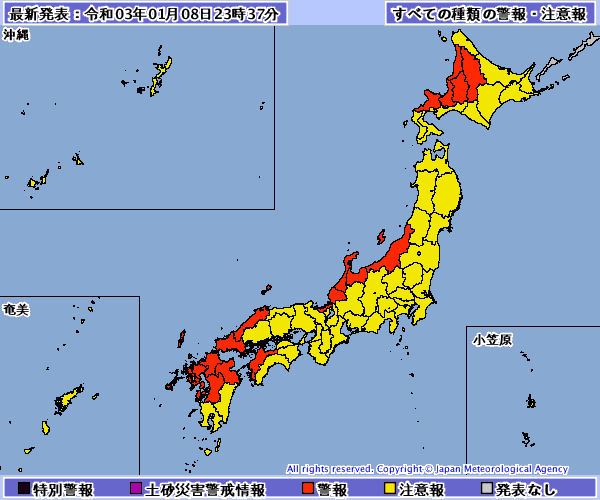 最新発表：令和03年01月08日23時37分
すべての種類の警報・注意報
沖縄
奄美
小笠原
All rights reserved. Copyright © Japan Meteorological Agency
特別警報 土砂災害警戒情報 警報 注意報 発表なし